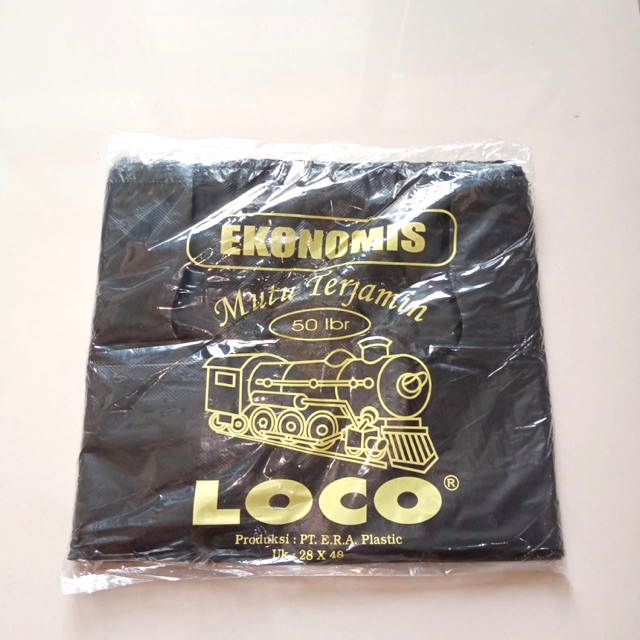 EKONOMIS
Mutu Terjamin
50 lbr
LOCO®
Produksi : PT. E.R.A. Plastic
Uk : 28 X 48